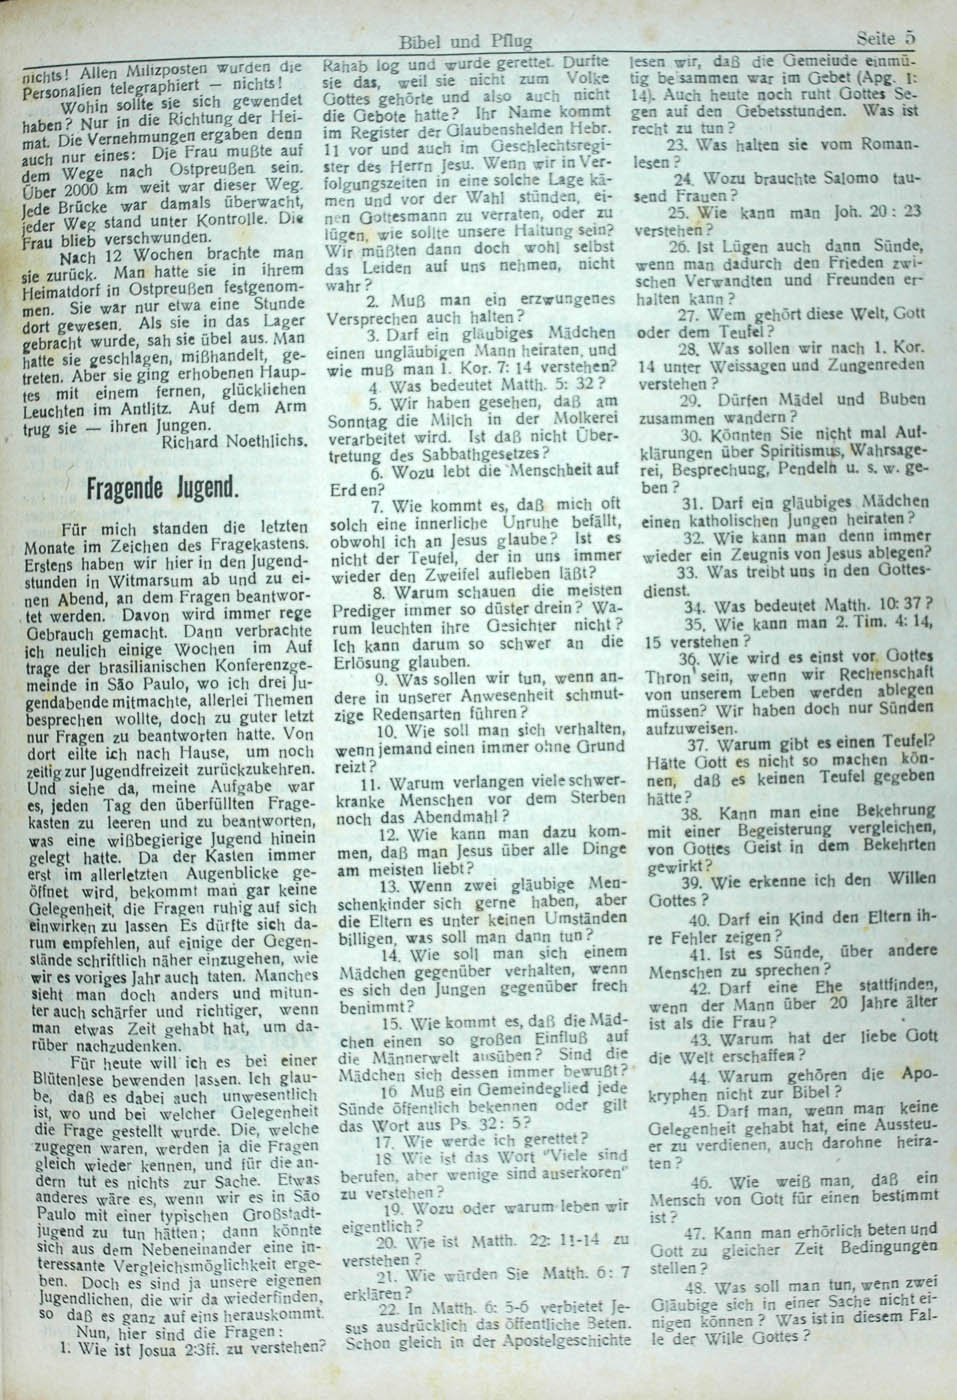 Bibel und Pflug
Seite 5
nichts! Allen Milizposten wurden die
Personalien telegraphiert — nichts!
Wohin sollte sie sich gewendet
haben? Nur in die Richtung der Hei-
mat. Die Vernehmungen ergaben denn
auch nur eines: Die Frau mußte auf
dem Wege nach Ostpreußen sein.
Über 2000 km weit war dieser Weg.
Jede Brücke war damals überwacht,
jeder Weg stand unter Kontrolle. Die
Frau blieb verschwunden.
Nach 12 Wochen brachte man
sie zurück. Man hatte sie in ihrem
Heimatdorf in Ostpreußen festgenom-
men. Sie war nur etwa eine Stunde
dort gewesen. Als sie in das Lager
gebracht wurde, sah sie übel aus. Man
hatte sie geschlagen, mißhandelt, ge-
treten. Aber sie ging erhobenen Haup-
tes mit einem fernen, glücklichen
Leuchten im Antlitz. Auf dem Arm
trug sie — ihren Jungen.
Richard Noethlichs.
Fragende Jugend.
Für mich standen die letzten
Monate im Zeichen des Fragekastens.
Erstens haben wir hier in den Jugend-
stunden in Witmarsum ab und zu ei-
nen Abend, an dem Fragen beantwor-
tet werden. Davon wird immer rege
Gebrauch gemacht. Dann verbrachte
ich neulich einige Wochen im Auf
trage der brasilianischen Konferenzge-
meinde in São Paulo, wo ich drei Ju-
gendabende mitmachte, allerlei Themen
besprechen wollte, doch zu guter letzt
nur Fragen zu beantworten hatte. Von
dort eilte ich nach Hause, um noch
zeitig zur Jugendfreizeit zurückzukehren.
Und siehe da, meine Aufgabe war
es, jeden Tag den überfüllten Frage-
kasten zu leeren und zu beantworten,
was eine wißbegierige Jugend hinein
gelegt hatte. Da der Kasten immer
erst im allerletzten Augenblicke ge-
öffnet wird, bekommt man gar keine
Gelegenheit, die Fragen ruhig auf sich
einwirken zu lassen Es dürfte sich da-
rum empfehlen, auf einige der Gegen-
stände schriftlich näher einzugehen, wie
wir es voriges Jahr auch taten. Manches
sieht man doch anders und mitun-
ter auch schärfer und richtiger, wenn
man etwas Zeit gehabt hat, um da-
rüber nachzudenken.
Für heute will ich es bei einer
Blütenlese bewenden lassen. Ich glau-
be, daß es dabei auch unwesentlich
ist, wo und bei welcher Gelegenheit
die Frage gestellt wurde. Die, welche
zugegen waren, werden ja die Fragen
gleich wieder kennen, und für die an-
dern tut es nichts zur Sache. Etwas
anderes wäre es, wenn wir es in São
Paulo mit einer typischen Großstadt-
jugend zu tun hätten; dann könnte
sich aus dem Nebeneinander eine in-
teressante Vergleichsmöglichkeit erge-
ben. Doch es sind ja unsere eigenen
Jugendlichen, die wir da wiederfinden,
so daß es ganz auf eins herauskommt.
Nun, hier sind die Fragen:
1. Wie ist Josua 2:3ff. zu verstehen?
Rahab log und wurde gerettet. Durfte
sie das, weil sie nicht zum Volke
Gottes gehörte und also auch nicht
die Gebote hatte? Ihr Name kommt
im Register der Glaubenshelden Hebr.
11 vor und auch im Geschlechtsregi-
ster des Herrn Jesu. Wenn wir in Ver-
folgungszeiten in eine solche Lage kä-
men und vor der Wahl stünden, ei-
nen Gottesmann zu verraten, oder zu
lügen, wie sollte unsere Haltung sein?
Wir müßten dann doch wohl selbst
das Leiden auf uns nehmen, nicht
wahr?
2. Muß man ein erzwungenes
Versprechen auch halten?
3. Darf ein gläubiges Mädchen
einen ungläubigen Mann heiraten, und
wie muß man 1. Kor. 7: 14 verstehen?
4. Was bedeutet Matth. 5: 32?
5. Wir haben gesehen, daß am
Sonntag die Milch in der Molkerei
verarbeitet wird. Ist daß nicht Über-
tretung des Sabbathgesetzes?
6. Wozu lebt die Menschheit auf
Erden?
7. Wie kommt es, daß mich oft
solch eine innerliche Unruhe befällt,
obwohl ich an Jesus glaube? Ist es
nicht der Teufel, der in uns immer
wieder den Zweifel aufleben läßt?
8. Warum schauen die meisten
Prediger immer so düster drein? Wa-
rum leuchten ihre Gesichter nicht?
Ich kann darum so schwer an die
Erlösung glauben.
9. Was sollen wir tun, wenn an-
dere in unserer Anwesenheit schmut-
zige Redensarten führen?
10. Wie soll man sich verhalten,
wenn jemand einen immer ohne Grund
reizt?
11. Warum verlangen viele schwer-
kranke Menschen vor dem Sterben
noch das Abendmahl?
12. Wie kann man dazu kom-
men, daß man Jesus über alle Dinge
am meisten liebt?
13. Wenn zwei gläubige Men-
schenkinder sich gerne haben, aber
die Eltern es unter keinen Umständen
billigen, was soll man dann tun?
14. Wie soll man sich einem
Mädchen gegenüber verhalten, wenn
es sich den Jungen gegenüber frech
benimmt?
15. Wie kommt es, daß die Mäd-
chen einen so großen Einfluß auf
die Männerwelt ausüben? Sind die
Mädchen sich dessen immer bewußt?
16 Muß ein Gemeindeglied jede
Sünde öffentlich bekennen oder gilt
das Wort aus Ps. 32: 5?
17. Wie werde ich gerettet?
18 Wie ist das Wort "Viele sind
berufen, aber wenige sind auserkoren"
zu verstehen?
19. Wozu oder warum leben wir
eigentlich?
20. Wie ist Matth. 22: 11-14 zu
verstehen?
21. Wie würden Sie Matth. 6: 7
erklären?
22. In Matth. 6: 5-6 verbietet Je-
sus ausdrücklich das öffentliche Beten.
Schon gleich in der Apostelgeschichte
lesen wir, daß die Gemeinde einmü-
tig beisammen war im Gebet (Apg. 1:
14). Auch heute noch ruht Gottes Se-
gen auf den Gebetsstunden. Was ist
recht zu tun?
23. Was halten sie vom Roman-
lesen?
24. Wozu brauchte Salomo tau-
send Frauen?
25. Wie kann man Joh. 20: 23
verstehen?
26. Ist Lügen auch dann Sünde,
wenn man dadurch den Frieden zwi-
schen Verwandten und Freunden er-
halten kann?
27. Wem gehört diese Welt, Gott
oder dem Teufel?
28. Was sollen wir nach 1. Kor.
14 unter Weissagen und Zungenreden
verstehen?
29. Dürfen Mädel und Buben
zusammen wandern?
30. Könnten Sie nicht mal Auf-
klärungen über Spiritismus, Wahrsage-
rei, Besprechung, Pendeln u. s. w. ge-
ben?
31. Darf ein gläubiges Mädchen
einen katholischen Jungen heiraten?
32. Wie kann man denn immer
wieder ein Zeugnis von Jesus ablegen?
33. Was treibt uns in den Gottes-
dienst.
34. Was bedeutet Matth. 10: 37?
35. Wie kann man 2. Tim. 4: 14,
15 verstehen?
36. Wie wird es einst vor Gottes
Thron sein, wenn wir Rechenschaft
von unserem Leben werden ablegen
müssen? Wir haben doch nur Sünden
aufzuweisen.
37. Warum gibt es einen Teufel?
Hätte Gott es nicht so machen kön-
nen, daß es keinen Teufel gegeben
hätte?
38. Kann man eine Bekehrung
mit einer Begeisterung vergleichen,
von Gottes Geist in dem Bekehrten
gewirkt?
39. Wie erkenne ich den Willen
Gottes?
40. Darf ein Kind den Eltern ih-
re Fehler zeigen?
41. Ist es Sünde, über andere
Menschen zu sprechen?
42. Darf eine Ehe stattfinden,
wenn der Mann über 20 Jahre älter
ist als die Frau?
43. Warum hat der liebe Gott
die Welt erschaffen?
44. Warum gehören die Apo-
kryphen nicht zur Bibel?
45. Darf man, wenn man keine
Gelegenheit gehabt hat, eine Aussteu-
er zu verdienen, auch darohne heira-
ten?
46. Wie weiß man, daß ein
Mensch von Gott für einen bestimmt
ist?
47. Kann man erhörlich beten und
Gott zu gleicher Zeit Bedingungen
stellen?
48. Was soll man tun, wenn zwei
Gläubige sich in einer Sache nicht ei-
nigen können? Was ist in diesem Fal-
le der Wille Gottes?